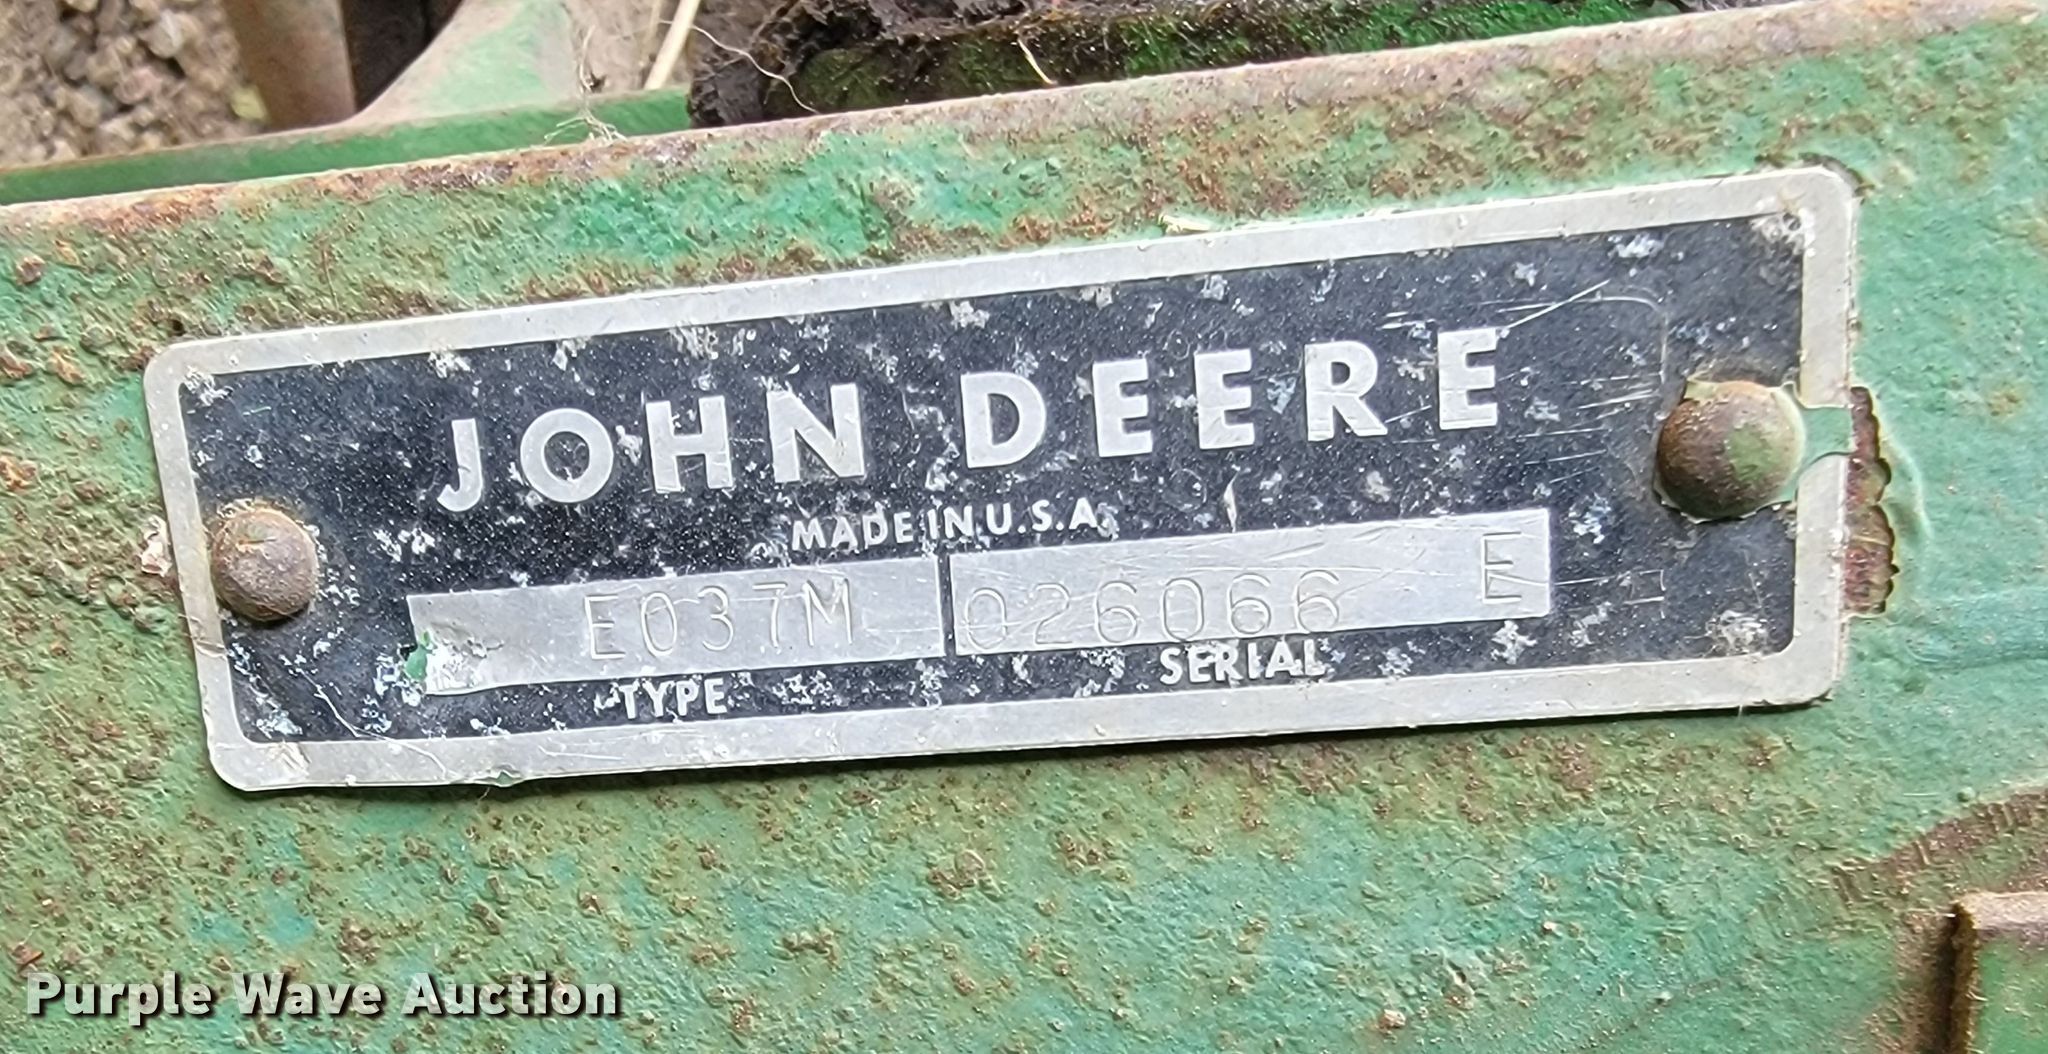 JOHN DEERE
MADE IN U.S.A.
E037M 026066 E
TYPE SERIAL
Purple Wave Auction